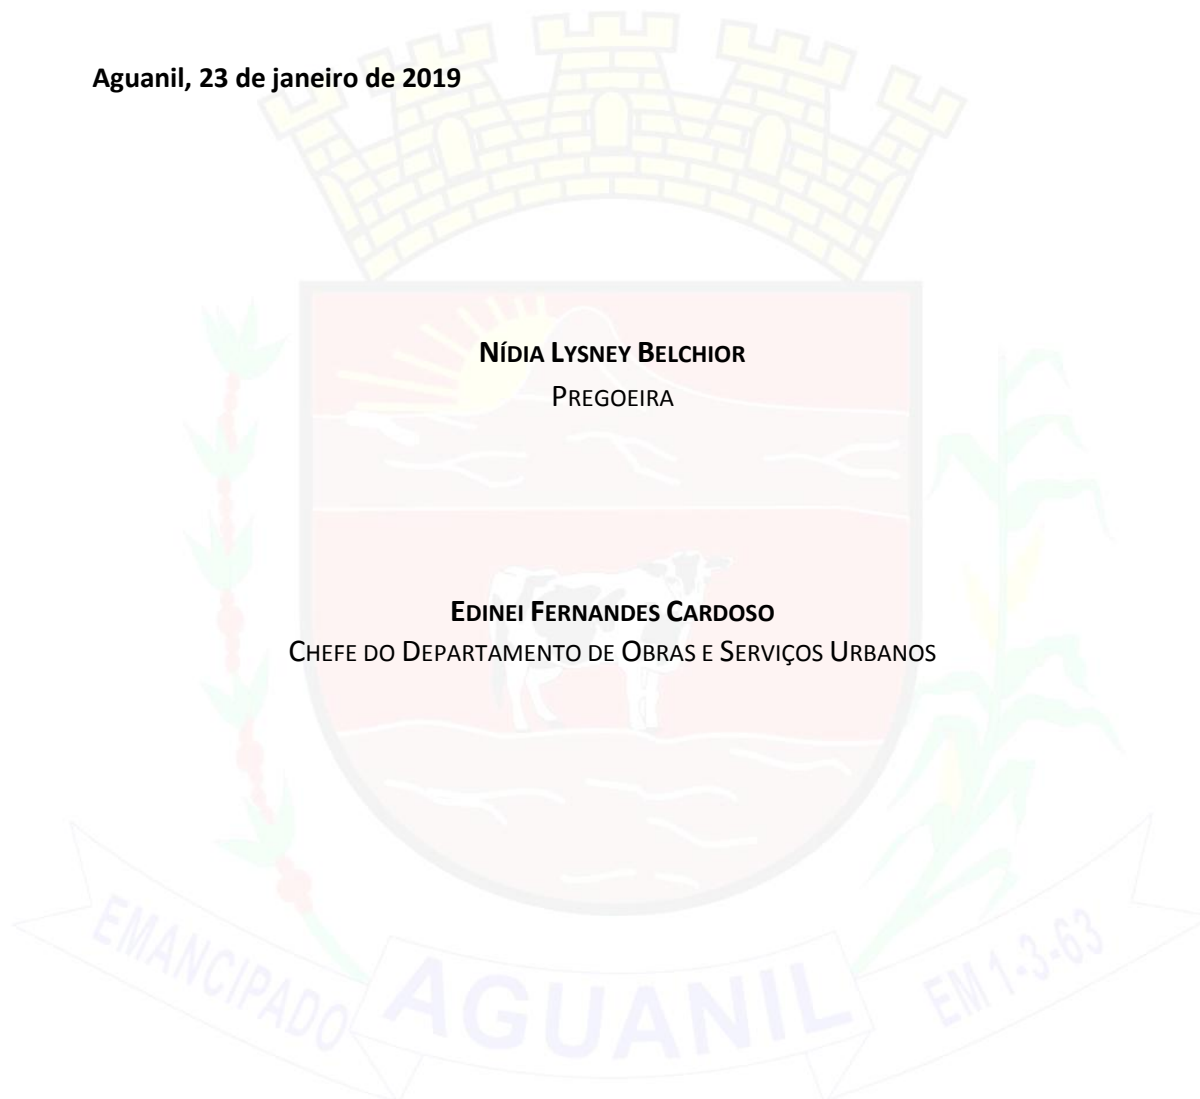 Aguanil, 23 de janeiro de 2019
NÍDIA LYSNEY BELCHIOR
PREGOEIRA
EDINEI FERNANDES CARDOSO
CHEFE DO DEPARTAMENTO DE OBRAS E SERVIÇOS URBANOS
EMANCIPADO
AGUANIL
EM 1-3-63